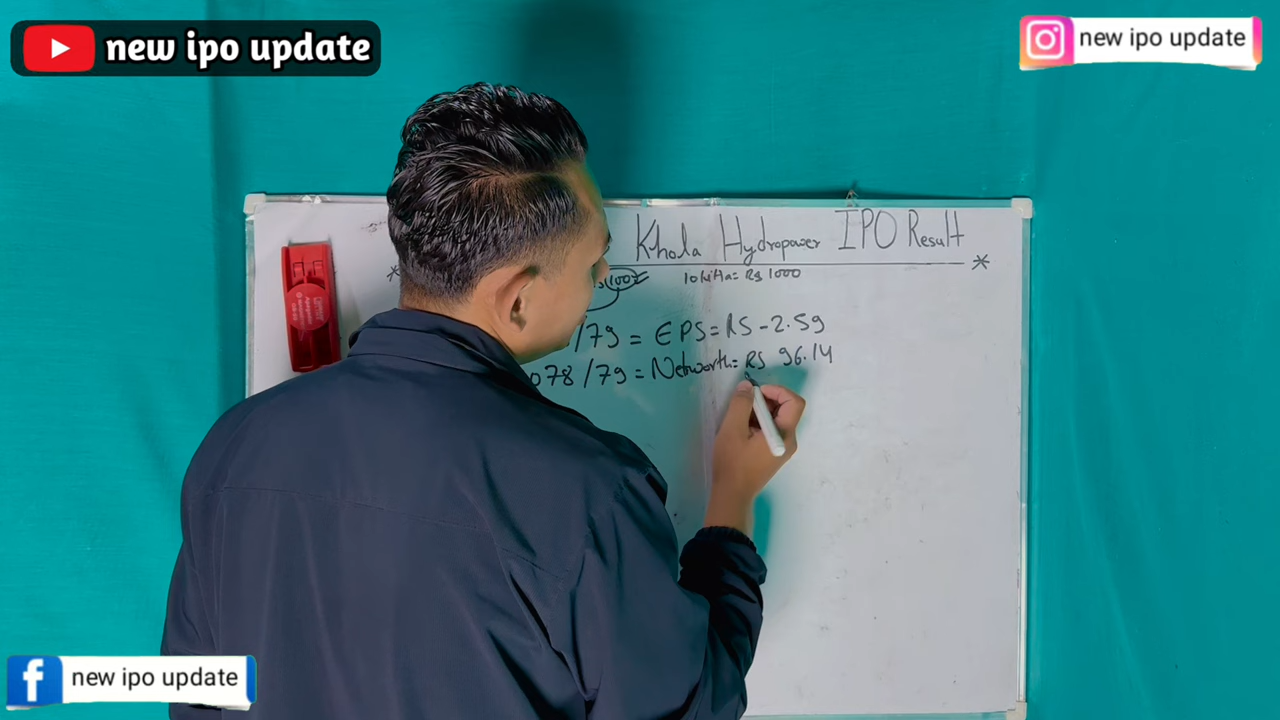 new ipo update
new ipo update
Khola Hydropower IPO Result
* *
100 10 kitta = Rs 1000
/79 = EPS = RS - 2.59
078/79 = Networth = RS 96.14
new ipo update